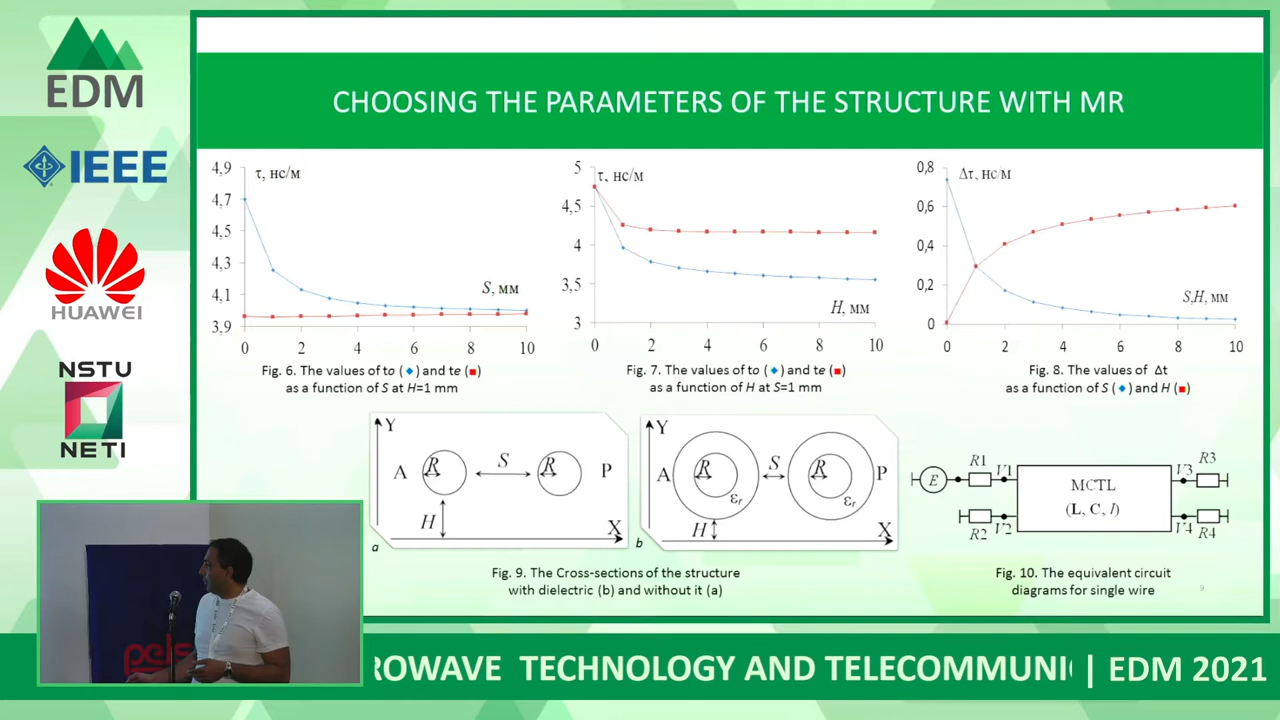 EDM
IEEE
HUAWEI
NSTU
NETI
CHOOSING THE PARAMETERS OF THE STRUCTURE WITH MR
4,9
4,7
4,5
4,3
4,1
3,9
τ, нс/м
S, мм
0 2 4 6 8 10
Fig. 6. The values of to (◆) and te (■)
as a function of S at H=1 mm
5
4,5
4
3,5
3
τ, нс/м
H, мм
0 2 4 6 8 10
Fig. 7. The values of to (◆) and te (■)
as a function of H at S=1 mm
0,8
0,6
0,4
0,2
0
Δτ, нс/м
S,H, мм
0 2 4 6 8 10
Fig. 8. The values of Δt
as a function of S (◆) and H (■)
Y
A R S R P
H
X
a
Y
A R S R P
εr εr
H
X
b
Fig. 9. The Cross-sections of the structure
with dielectric (b) and without it (a)
E R1 V1
R2 V2
MCTL
(L, C, l)
V3 R3
V4 R4
Fig. 10. The equivalent circuit
diagrams for single wire
9
pels
ROWAVE TECHNOLOGY AND TELECOMMUNI
| EDM 2021